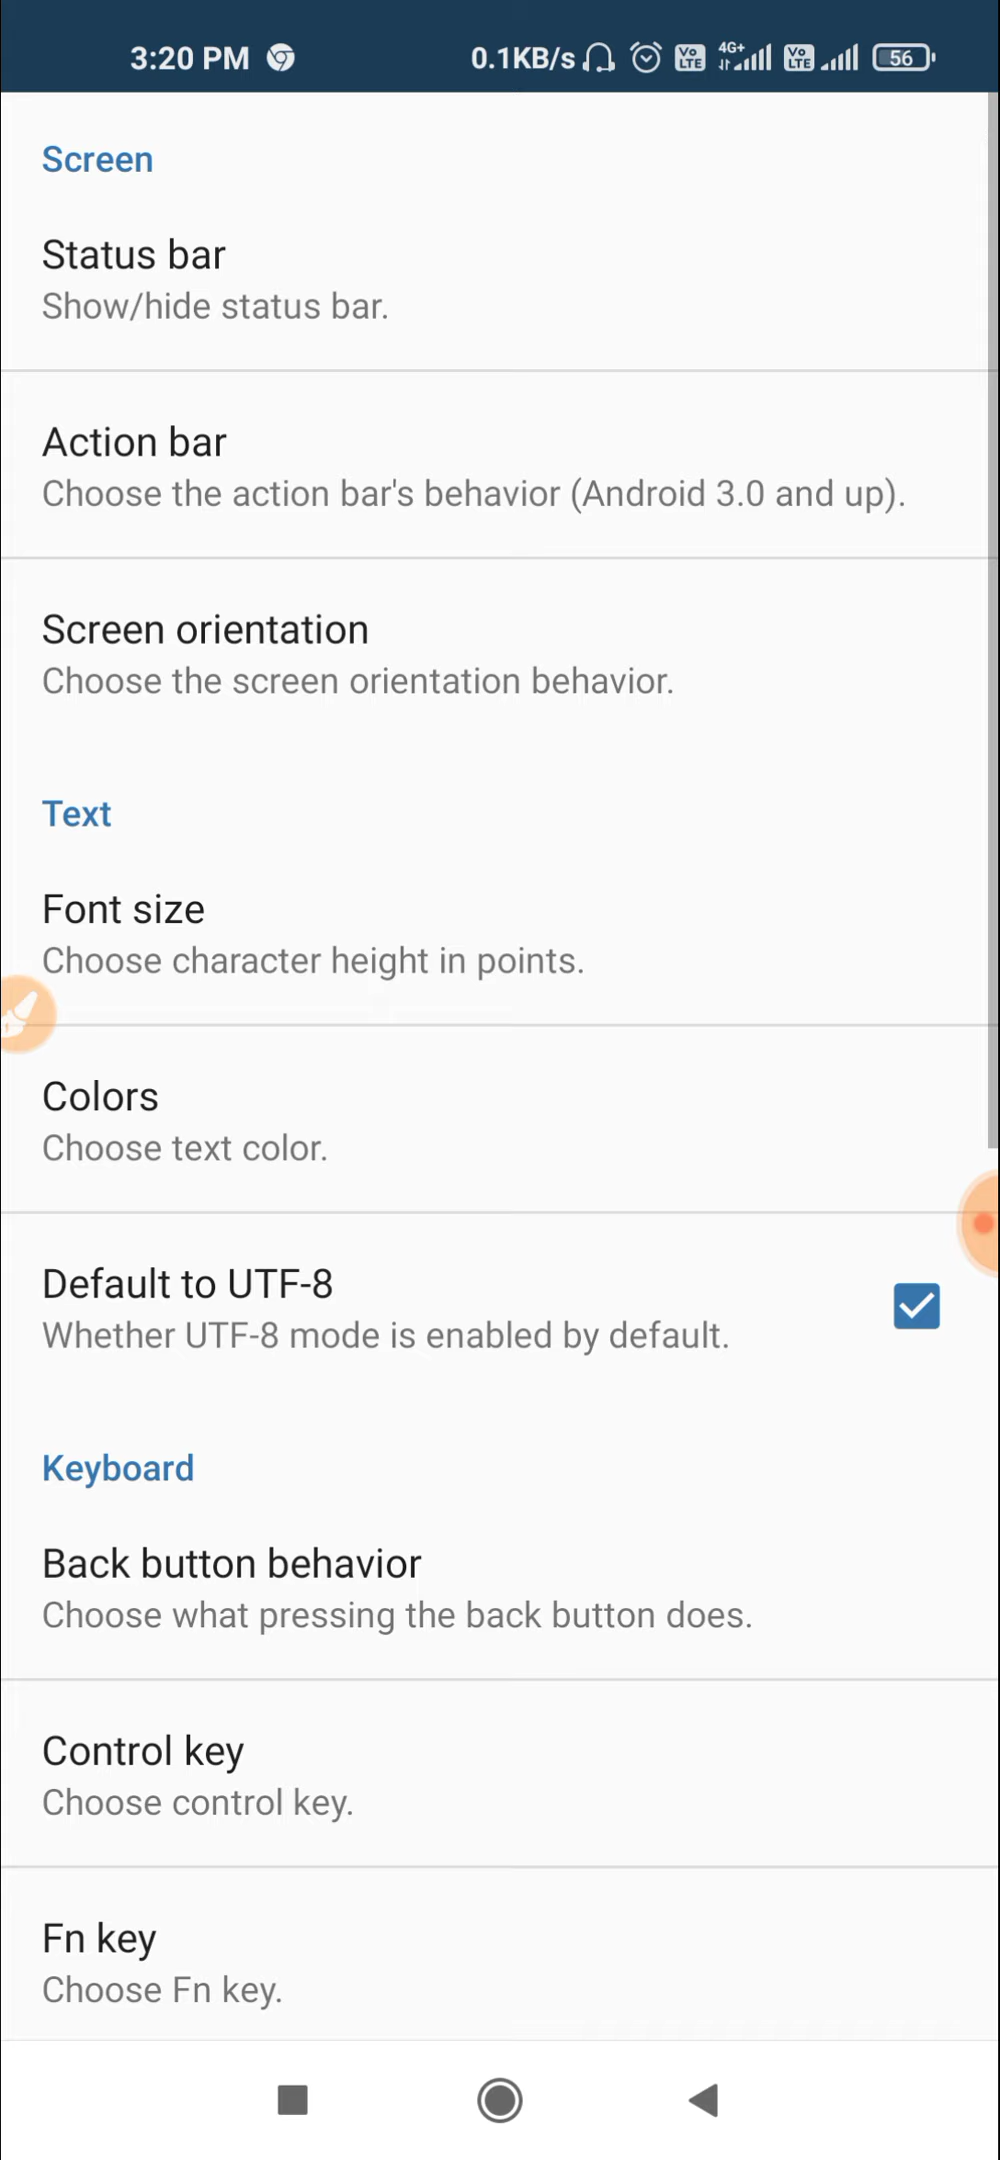 3:20 PM 0.1KB/s Vo LTE 4G+ Vo LTE 56
Screen
Status bar
Show/hide status bar.
Action bar
Choose the action bar's behavior (Android 3.0 and up).
Screen orientation
Choose the screen orientation behavior.
Text
Font size
Choose character height in points.
Colors
Choose text color.
Default to UTF-8
Whether UTF-8 mode is enabled by default.
Keyboard
Back button behavior
Choose what pressing the back button does.
Control key
Choose control key.
Fn key
Choose Fn key.